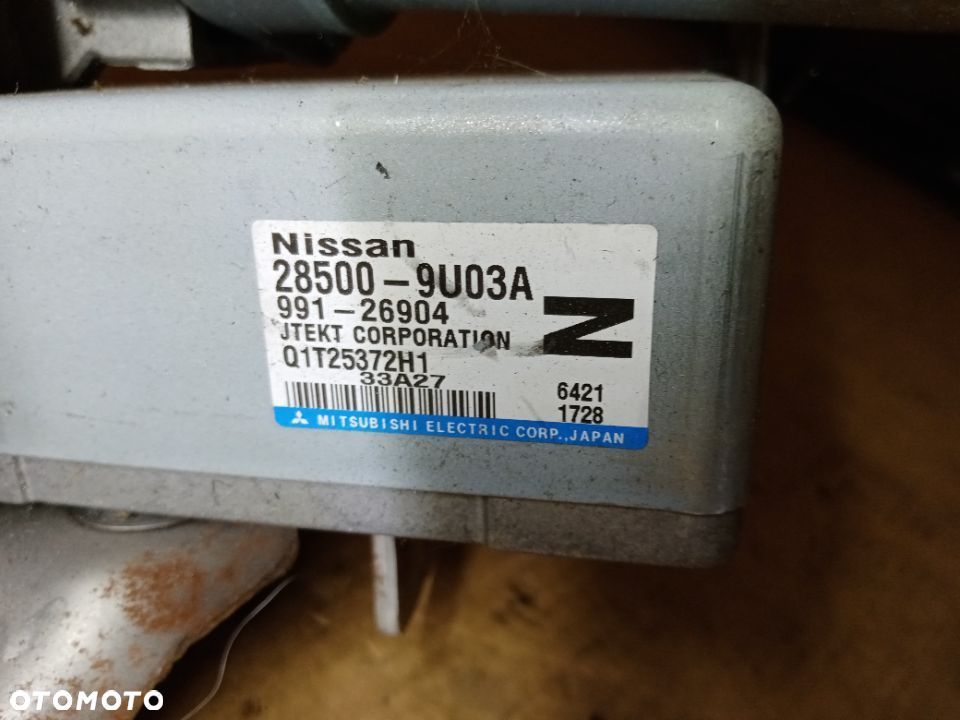 Nissan
28500-9U03A
991-26904
JTEKT CORPORATION
N
Q1T25372H1
33A27
6421
1728
MITSUBISHI ELECTRIC CORP., JAPAN
OTOMOTO